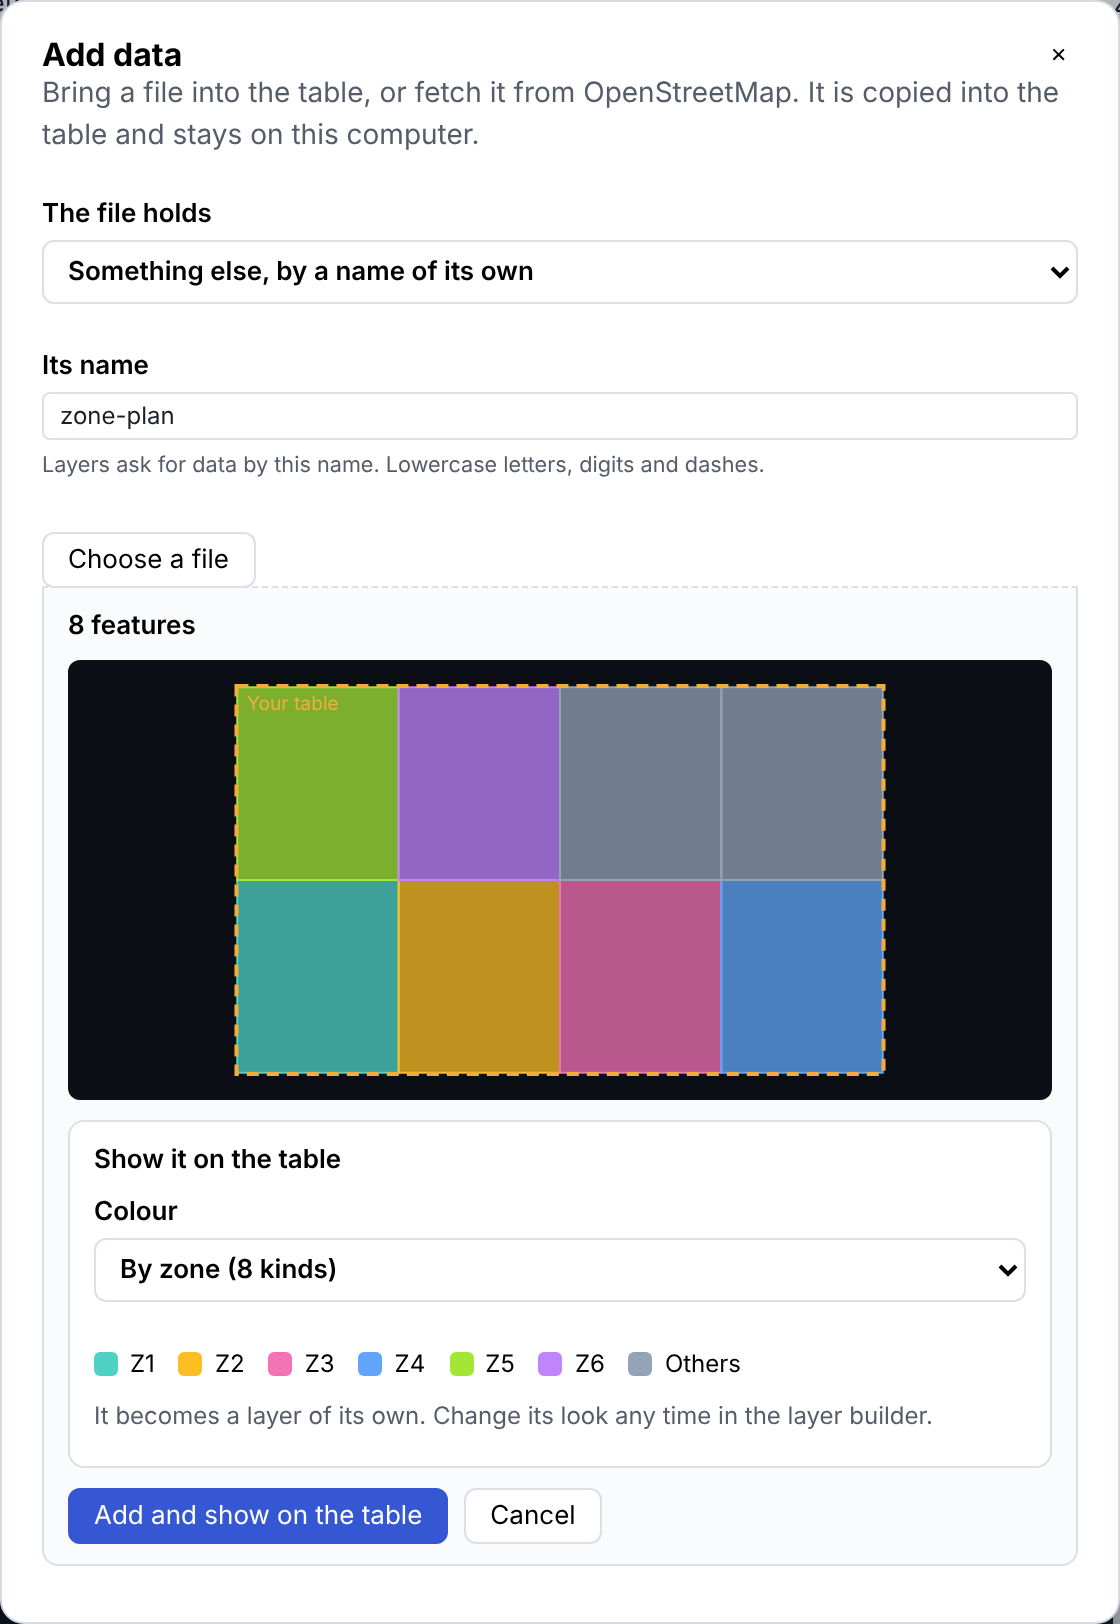 Add data
×
Bring a file into the table, or fetch it from OpenStreetMap. It is copied into the
table and stays on this computer.
The file holds
Something else, by a name of its own
Its name
zone-plan
Layers ask for data by this name. Lowercase letters, digits and dashes.
Choose a file
8 features
Your table
Show it on the table
Colour
By zone (8 kinds)
Z1 Z2 Z3 Z4 Z5 Z6 Others
It becomes a layer of its own. Change its look any time in the layer builder.
Add and show on the table Cancel